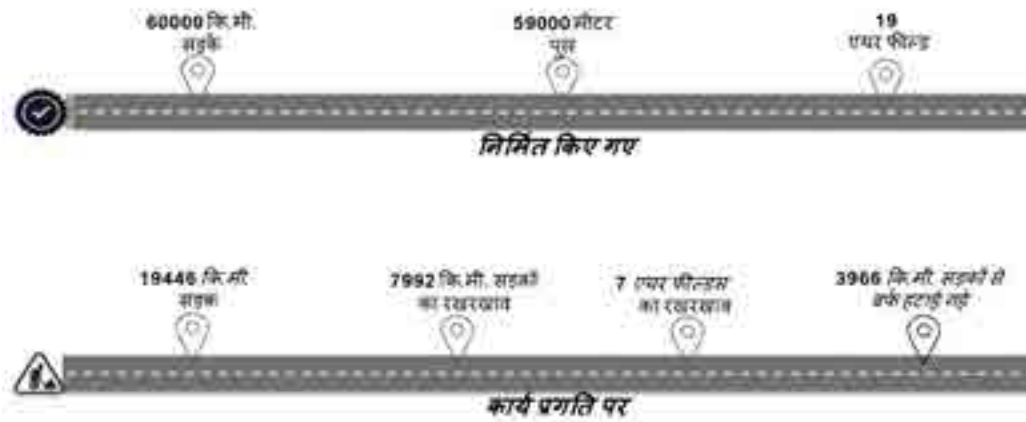 60000 कि.मी.
सड़कें
59000 मीटर
पुल
19
एयर फील्ड
निर्मित किए गए
19446 कि.मी.
सड़क
7992 कि.मी. सड़कों
का रखरखाव
7 एयर फील्डस
का रखरखाव
3966 कि.मी. सड़कों से
बर्फ हटाई गई
कार्य प्रगति पर